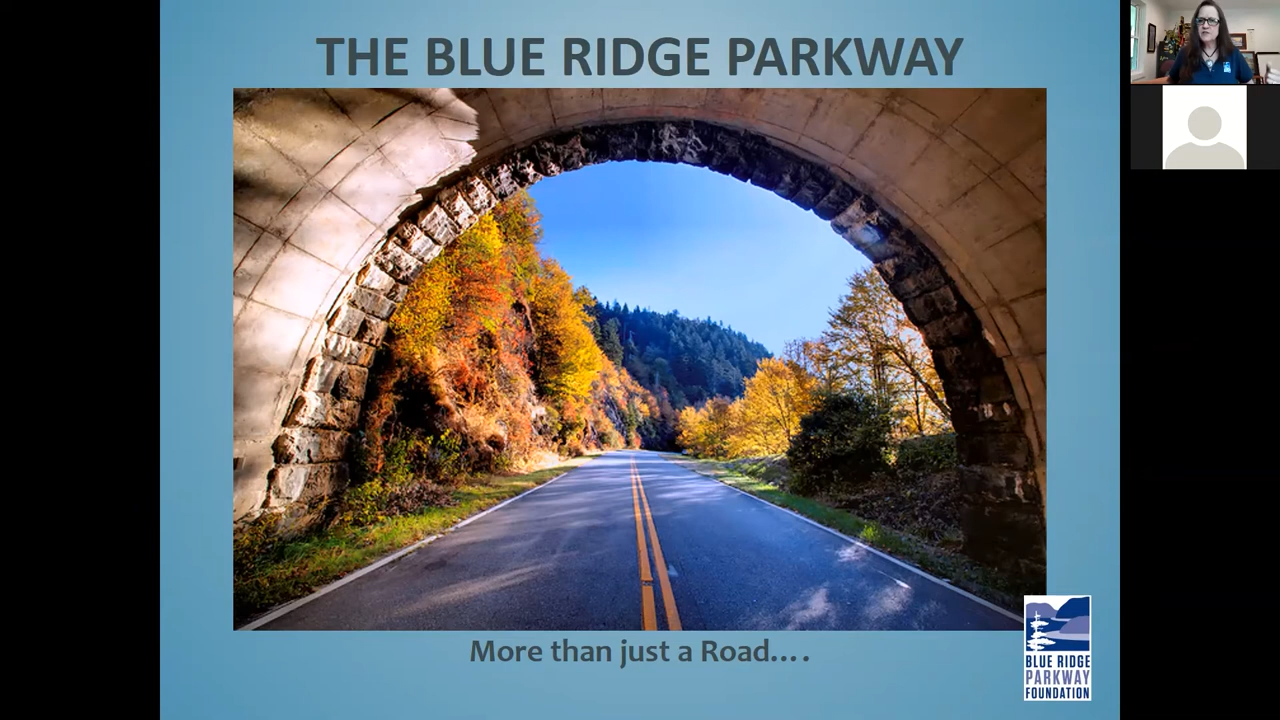 THE BLUE RIDGE PARKWAY
More than just a Road....
BLUE RIDGE
PARKWAY
FOUNDATION